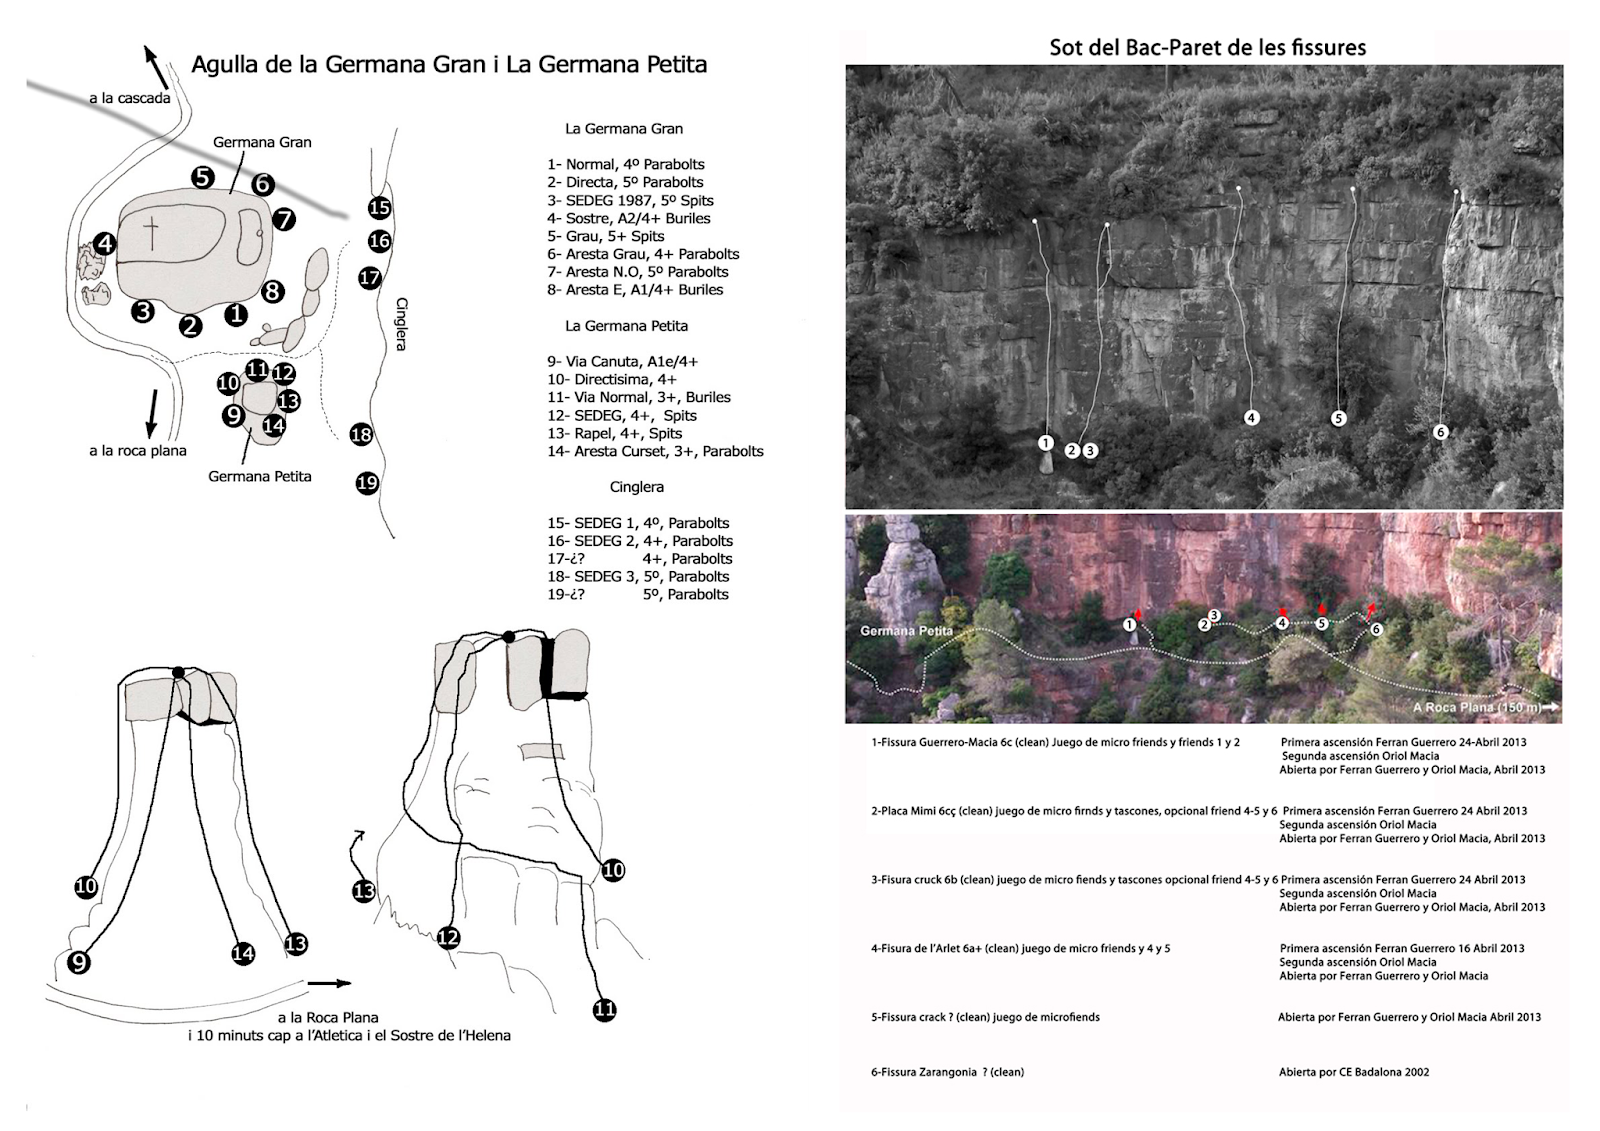 Agulla de la Germana Gran i La Germana Petita
a la cascada
Germana Gran
5
6
7
4
8
3
2
1
15
16
17
Cinglera
11
12
10
13
9
14
18
19
a la roca plana
Germana Petita
La Germana Gran
1- Normal, 4º Parabolts
2- Directa, 5º Parabolts
3- SEDEG 1987, 5º Spits
4- Sostre, A2/4+ Buriles
5- Grau, 5+ Spits
6- Aresta Grau, 4+ Parabolts
7- Aresta N.O, 5º Parabolts
8- Aresta E, A1/4+ Buriles
La Germana Petita
9- Via Canuta, A1e/4+
10- Directisima, 4+
11- Via Normal, 3+, Buriles
12- SEDEG, 4+, Spits
13- Rapel, 4+, Spits
14- Aresta Curset, 3+, Parabolts
Cinglera
15- SEDEG 1, 4º, Parabolts
16- SEDEG 2, 4+, Parabolts
17-¿? 4+, Parabolts
18- SEDEG 3, 5º, Parabolts
19-¿? 5º, Parabolts
10
9
14
13
13
12
10
11
a la Roca Plana
i 10 minuts cap a l'Atletica i el Sostre de l'Helena
Sot del Bac-Paret de les fissures
1
2
3
4
5
6
Germana Petita
1
2
3
4
5
6
A Roca Plana (150 m)
1-Fissura Guerrero-Macia 6c (clean) Juego de micro friends y friends 1 y 2 Primera ascensión Ferran Guerrero 24-Abril 2013
Segunda ascensión Oriol Macia
Abierta por Ferran Guerrero y Oriol Macia, Abril 2013
2-Placa Mimi 6cç (clean) juego de micro firnds y tascones, opcional friend 4-5 y 6 Primera ascensión Ferran Guerrero 24 Abril 2013
Segunda ascensión Oriol Macia
Abierta por Ferran Guerrero y Oriol Macia, Abril 2013
3-Fisura cruck 6b (clean) juego de micro fiends y tascones opcional friend 4-5 y 6 Primera ascensión Ferran Guerrero 24 Abril 2013
Segunda ascensión Oriol Macia
Abierta por Ferran Guerrero y Oriol Macia, Abril 2013
4-Fisura de l'Arlet 6a+ (clean) juego de micro friends y 4 y 5 Primera ascensión Ferran Guerrero 16 Abril 2013
Segunda ascensión Oriol Macia
Abierta por Ferran Guerrero y Oriol Macia
5-Fissura crack ? (clean) juego de microfiends Abierta por Ferran Guerrero y Oriol Macia Abril 2013
6-Fissura Zarangonia ? (clean) Abierta por CE Badalona 2002